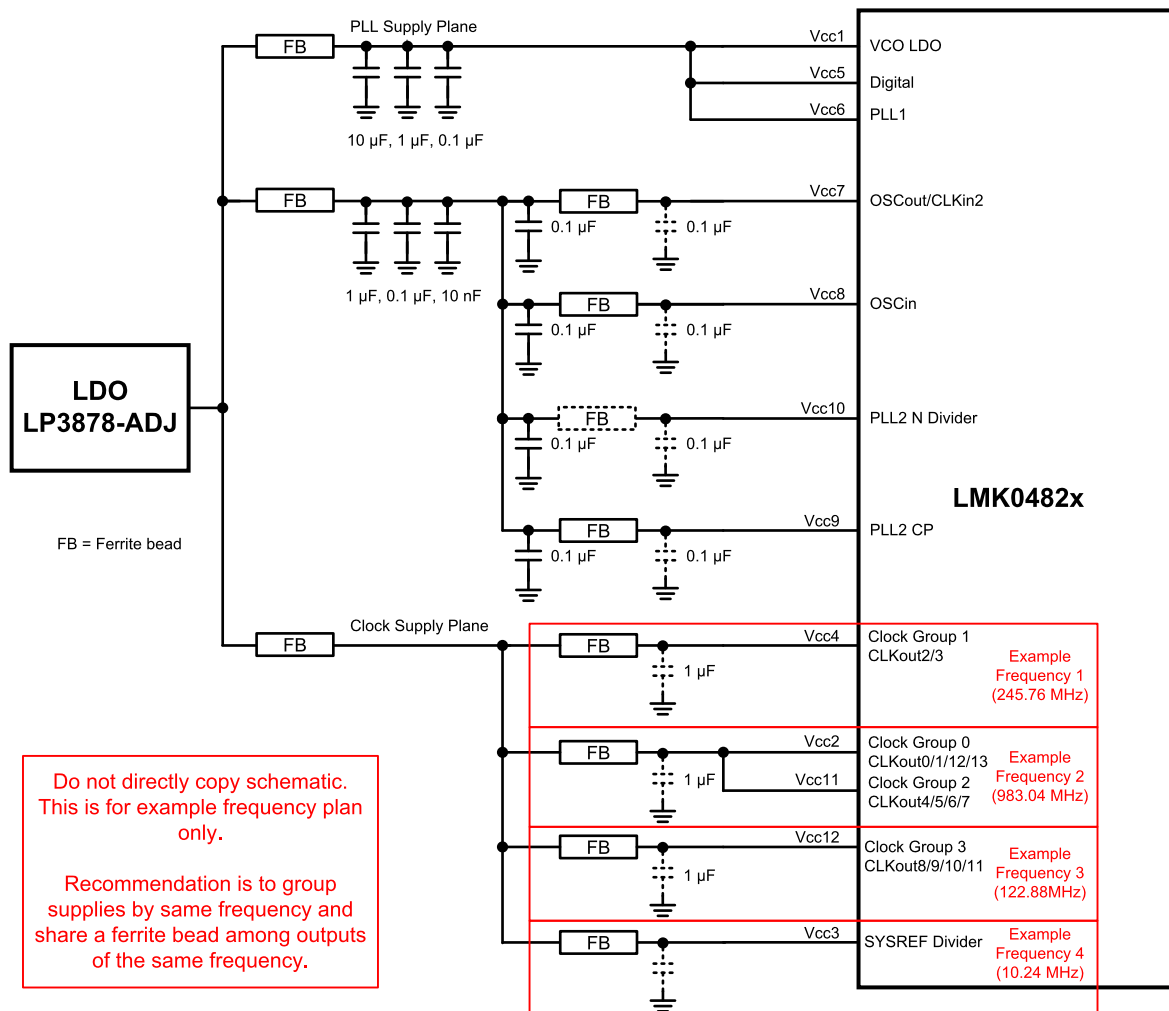 PLL Supply Plane
FB
Vcc1
VCO LDO
Vcc5
Digital
Vcc6
PLL1
10 µF, 1 µF, 0.1 µF
FB
FB
Vcc7
OSCout/CLKin2
0.1 µF
0.1 µF
1 µF, 0.1 µF, 10 nF
FB
Vcc8
OSCin
0.1 µF
0.1 µF
LDO
LP3878-ADJ
FB
Vcc10
PLL2 N Divider
0.1 µF
0.1 µF
LMK0482x
FB
Vcc9
PLL2 CP
0.1 µF
0.1 µF
FB = Ferrite bead
Clock Supply Plane
FB
FB
Vcc4
Clock Group 1
CLKout2/3
1 µF
Example
Frequency 1
(245.76 MHz)
FB
Vcc2
Clock Group 0
CLKout0/1/12/13
1 µF
Vcc11
Clock Group 2
CLKout4/5/6/7
Example
Frequency 2
(983.04 MHz)
FB
Vcc12
Clock Group 3
CLKout8/9/10/11
1 µF
Example
Frequency 3
(122.88MHz)
FB
Vcc3
SYSREF Divider
Example
Frequency 4
(10.24 MHz)
Do not directly copy schematic.
This is for example frequency plan
only.
Recommendation is to group
supplies by same frequency and
share a ferrite bead among outputs
of the same frequency.